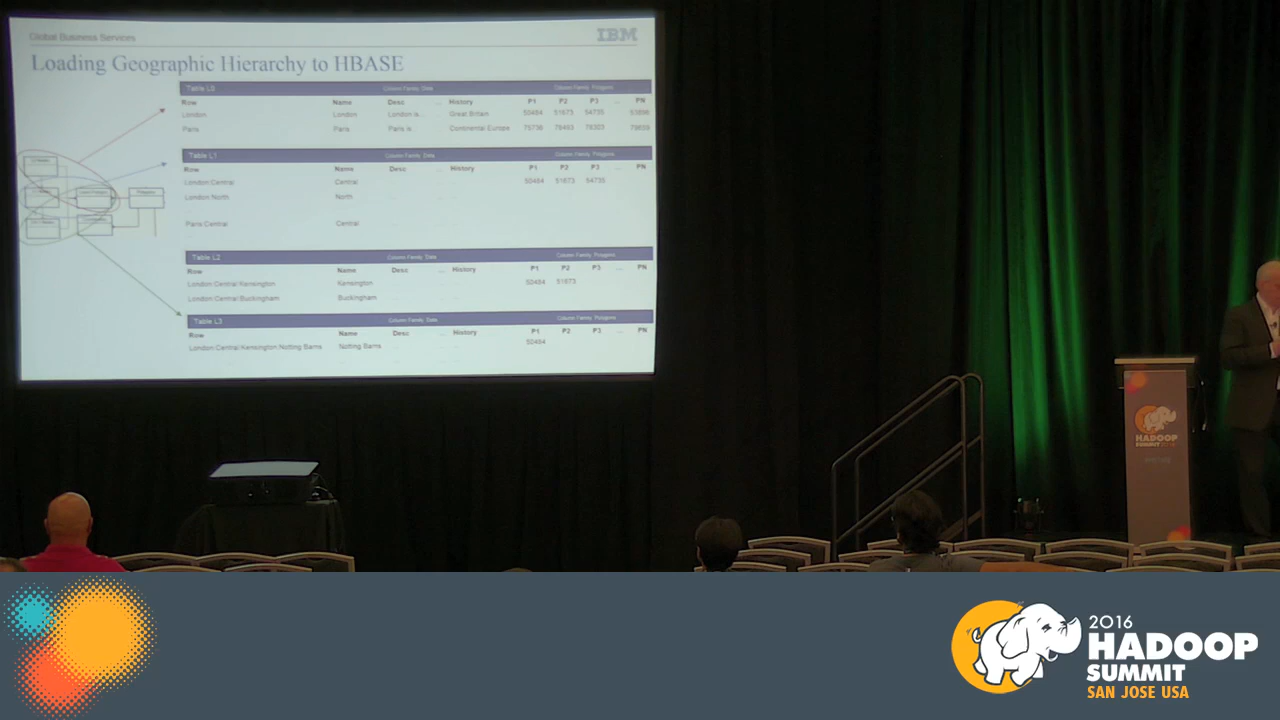 Global Business Services
IBM
Loading Geographic Hierarchy to HBASE
Table L0 Column Family: Data Column Family: Polygons
Row Name Desc ... History P1 P2 P3 ... PN
London London London is... Great Britain 50484 51673 54735
Paris Paris Paris is Continental Europe 78303
Table L1 Column Family: Data Column Family: Polygons
Row Name Desc ... History P1 P2 P3 ... PN
London:Central Central 50484 51673 54735
London:North North
Paris:Central Central
Table L2 Column Family: Data Column Family: Polygons
Row Name Desc ... History P1 P2 P3 ... PN
London:Central:Kensington Kensington 50484 51673
London:Central:Buckingham Buckingham
Table L3 Column Family: Data Column Family: Polygons
Row Name Desc ... History P1 P2 P3 ... PN
London:Central:Kensington:Notting Barns Notting Barns 50484
HADOOP
SUMMIT
2016
HADOOP
SUMMIT
SAN JOSE USA